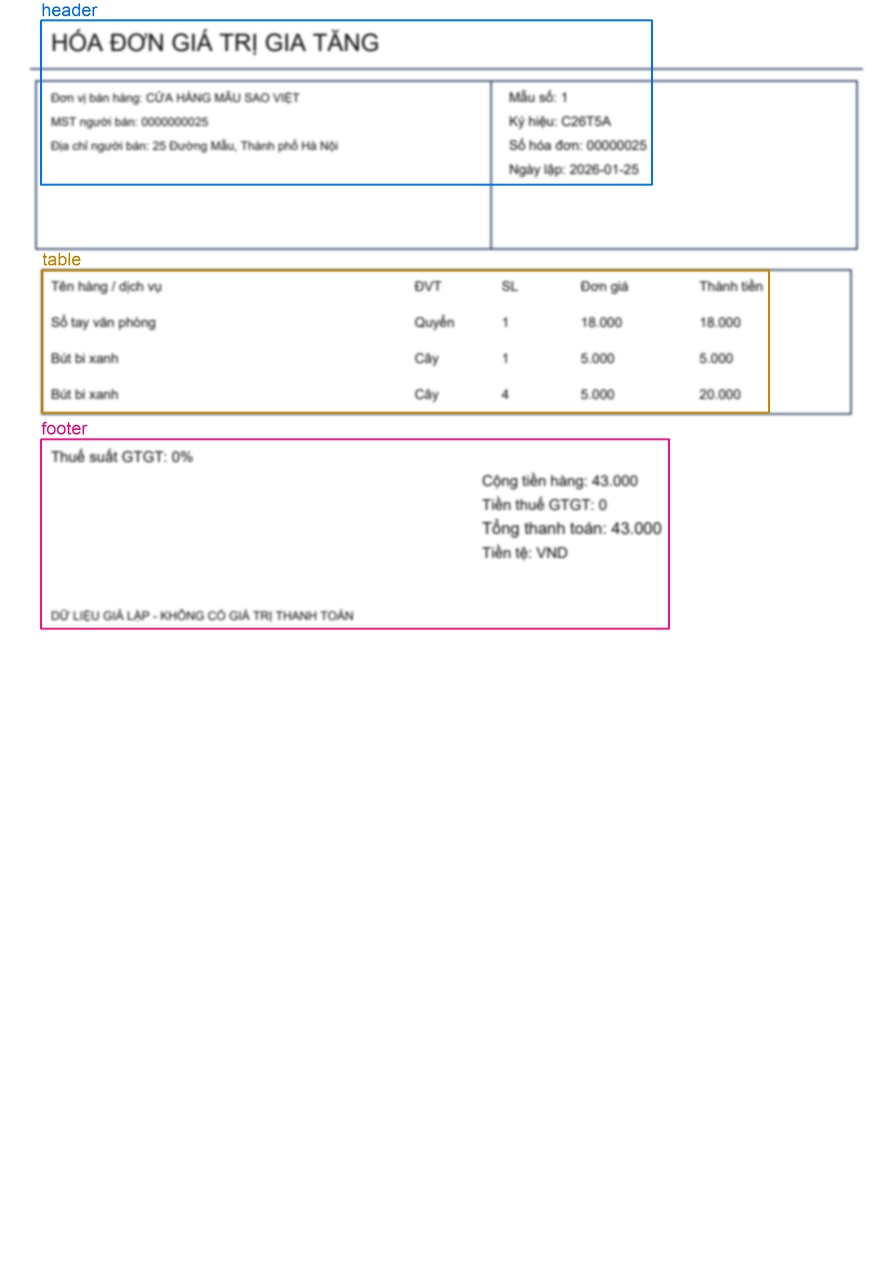 header
HÓA ĐƠN GIÁ TRỊ GIA TĂNG
Đơn vị bán hàng: CỬA HÀNG MẪU SAO VIỆT
MST người bán: 0000000025
Địa chỉ người bán: 25 Đường Mẫu, Thành phố Hà Nội
Mẫu số: 1
Ký hiệu: C26T5A
Số hóa đơn: 00000025
Ngày lập: 2026-01-25
table
Tên hàng / dịch vụ ĐVT SL Đơn giá Thành tiền
Sổ tay văn phòng Quyển 1 18.000 18.000
Bút bi xanh Cây 1 5.000 5.000
Bút bi xanh Cây 4 5.000 20.000
footer
Thuế suất GTGT: 0%
Cộng tiền hàng: 43.000
Tiền thuế GTGT: 0
Tổng thanh toán: 43.000
Tiền tệ: VND
DỮ LIỆU GIẢ LẬP - KHÔNG CÓ GIÁ TRỊ THANH TOÁN